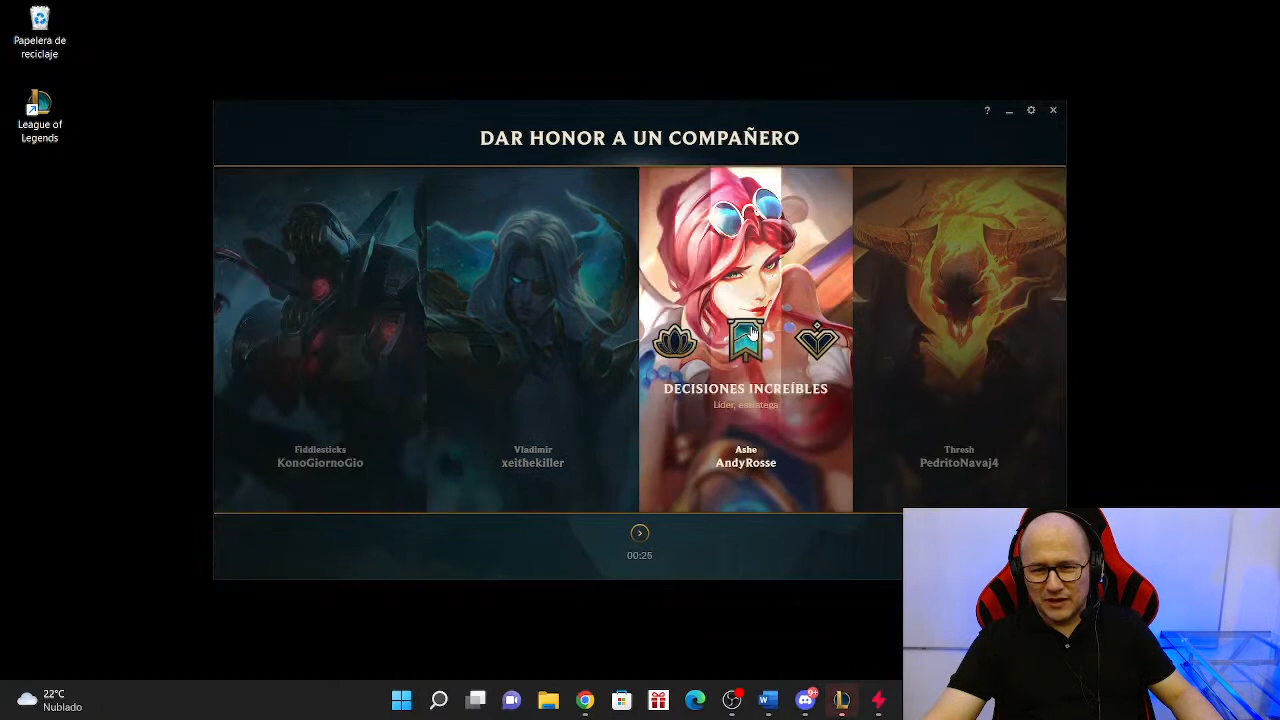 Papelera de
reciclaje
League of
Legends
?
DAR HONOR A UN COMPAÑERO
DECISIONES INCREÍBLES
Líder, estratega
Fiddlesticks
KonoGiornoGio
Vladimir
xeithekiller
Ashe
AndyRosse
Thresh
PedritoNavaj4
00:25
22°C
Nublado
W
9+